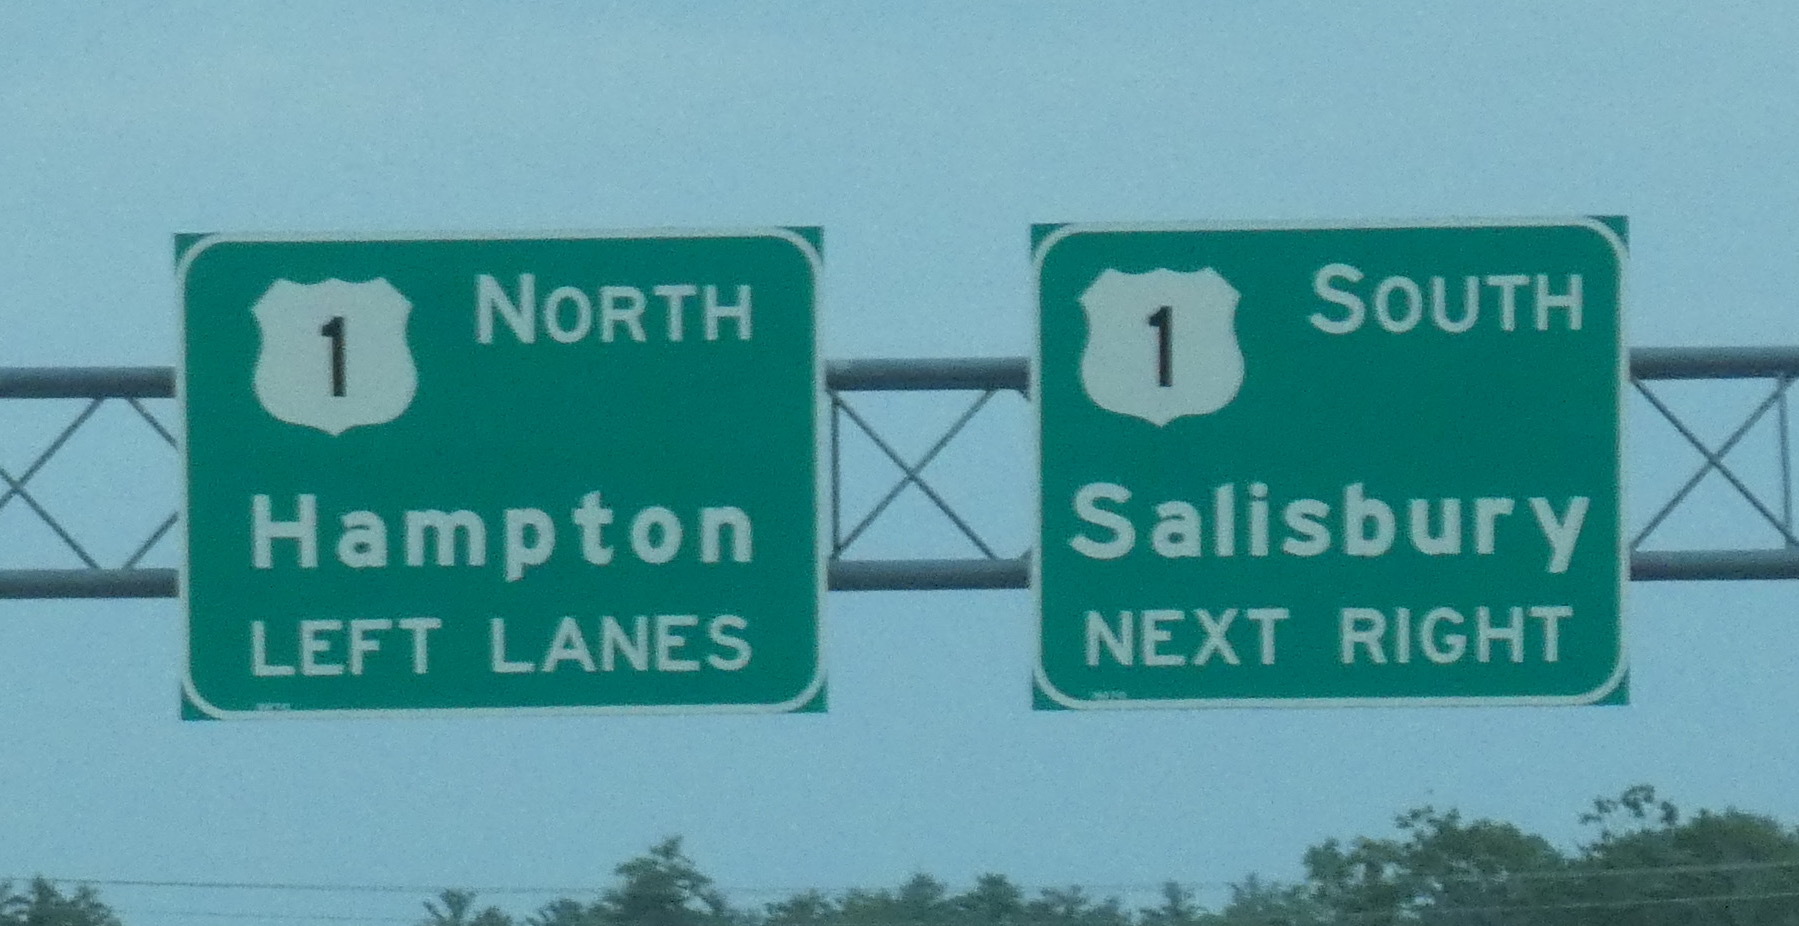 1 NORTH
Hampton
LEFT LANES
1 SOUTH
Salisbury
NEXT RIGHT